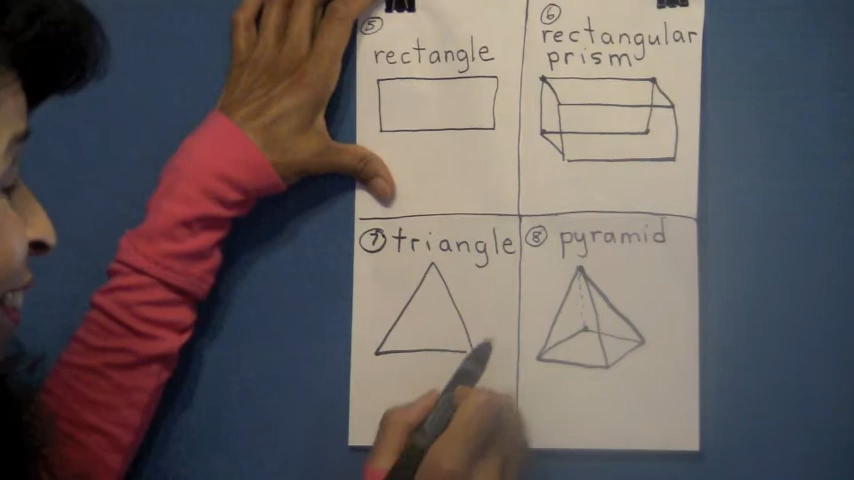 ⑤
rectangle
⑥
rectangular
prism
⑦ triangle
⑧ pyramid